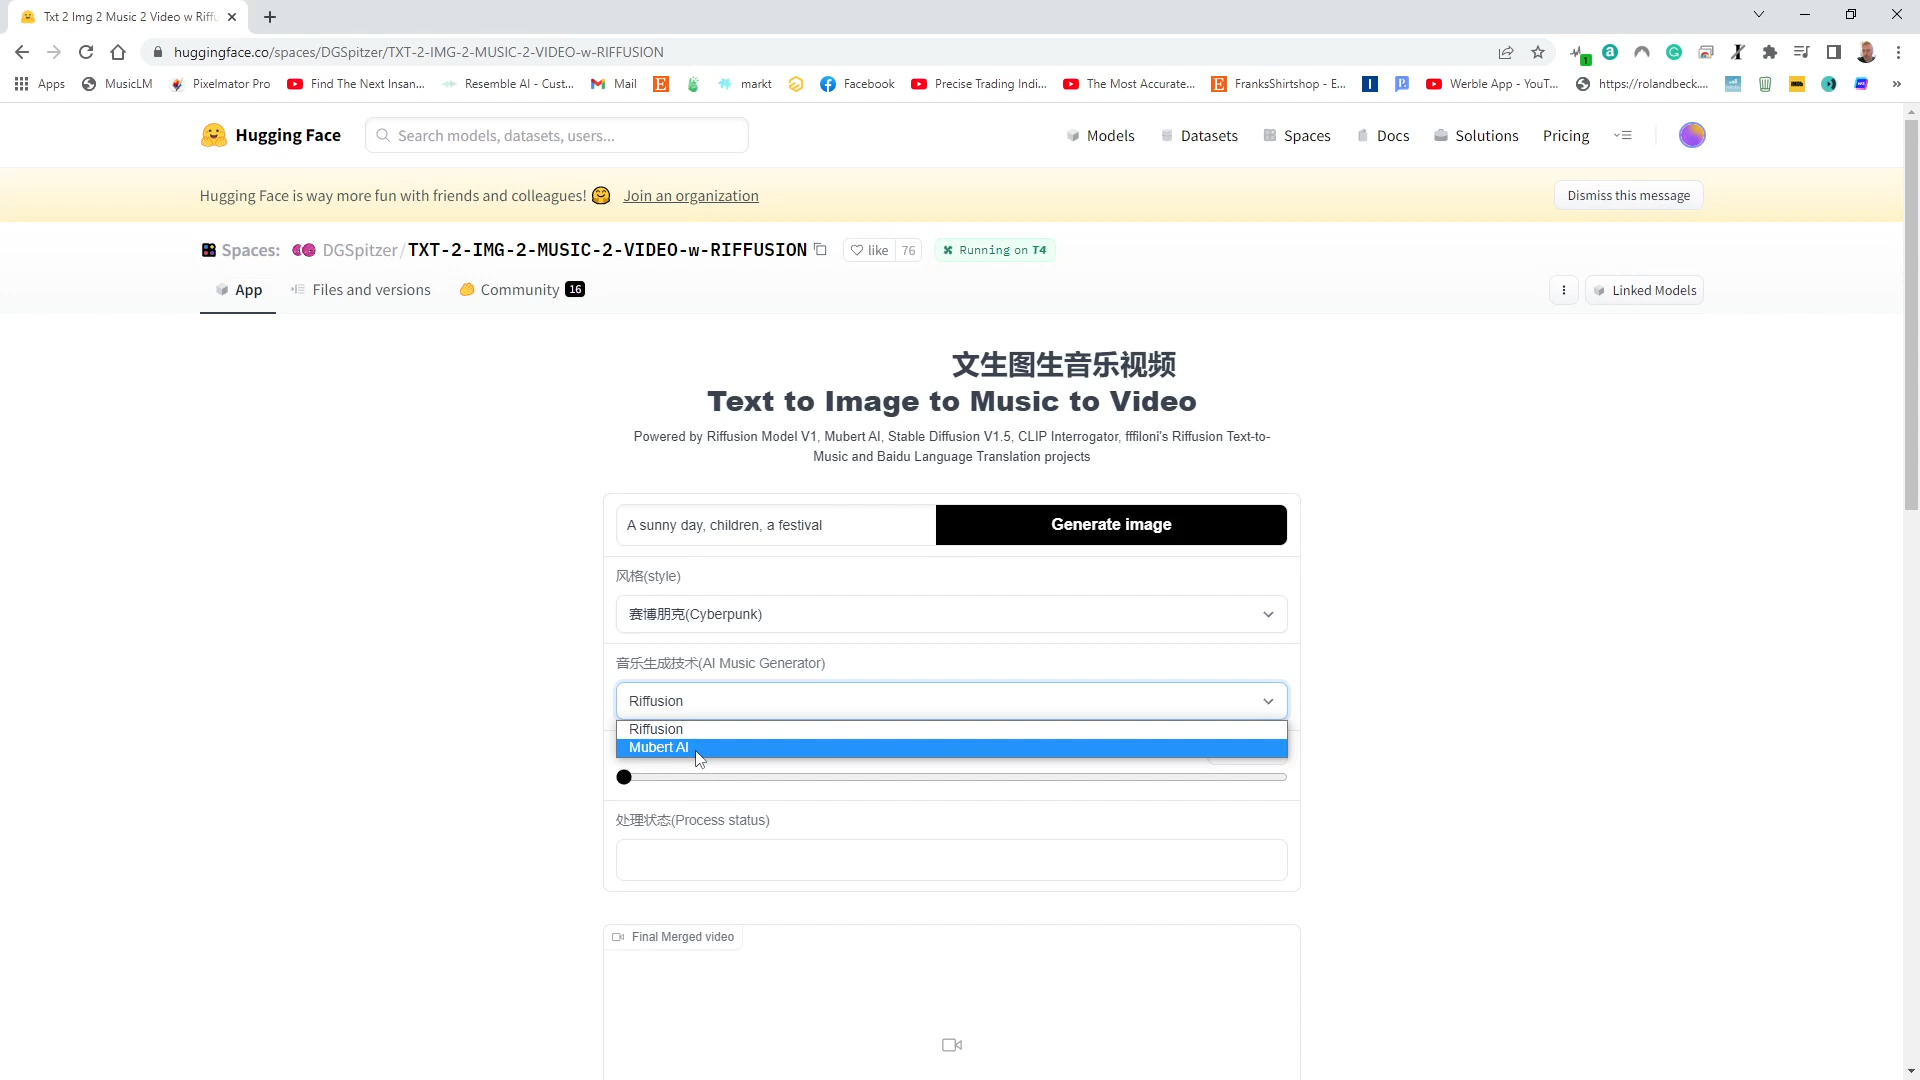 Txt 2 Img 2 Music 2 Video w Riffu
huggingface.co/spaces/DGSpitzer/TXT-2-IMG-2-MUSIC-2-VIDEO-w-RIFFUSION
1
Apps MusicLM Pixelmator Pro Find The Next Insan... Resemble AI - Cust... Mail markt Facebook Precise Trading Indi... The Most Accurate... FranksShirtshop - E... Werble App - YouT... https://rolandbeck.... »
Hugging Face Search models, datasets, users... Models Datasets Spaces Docs Solutions Pricing
Hugging Face is way more fun with friends and colleagues! Join an organization Dismiss this message
Spaces: DGSpitzer/TXT-2-IMG-2-MUSIC-2-VIDEO-w-RIFFUSION like 76 Running on T4
App Files and versions Community 16 Linked Models
文生图生音乐视频
Text to Image to Music to Video
Powered by Riffusion Model V1, Mubert AI, Stable Diffusion V1.5, CLIP Interrogator, fffiloni's Riffusion Text-to-
Music and Baidu Language Translation projects
A sunny day, children, a festival Generate image
风格(style)
赛博朋克(Cyberpunk)
音乐生成技术(AI Music Generator)
Riffusion
Riffusion
Mubert AI
处理状态(Process status)
Final Merged video